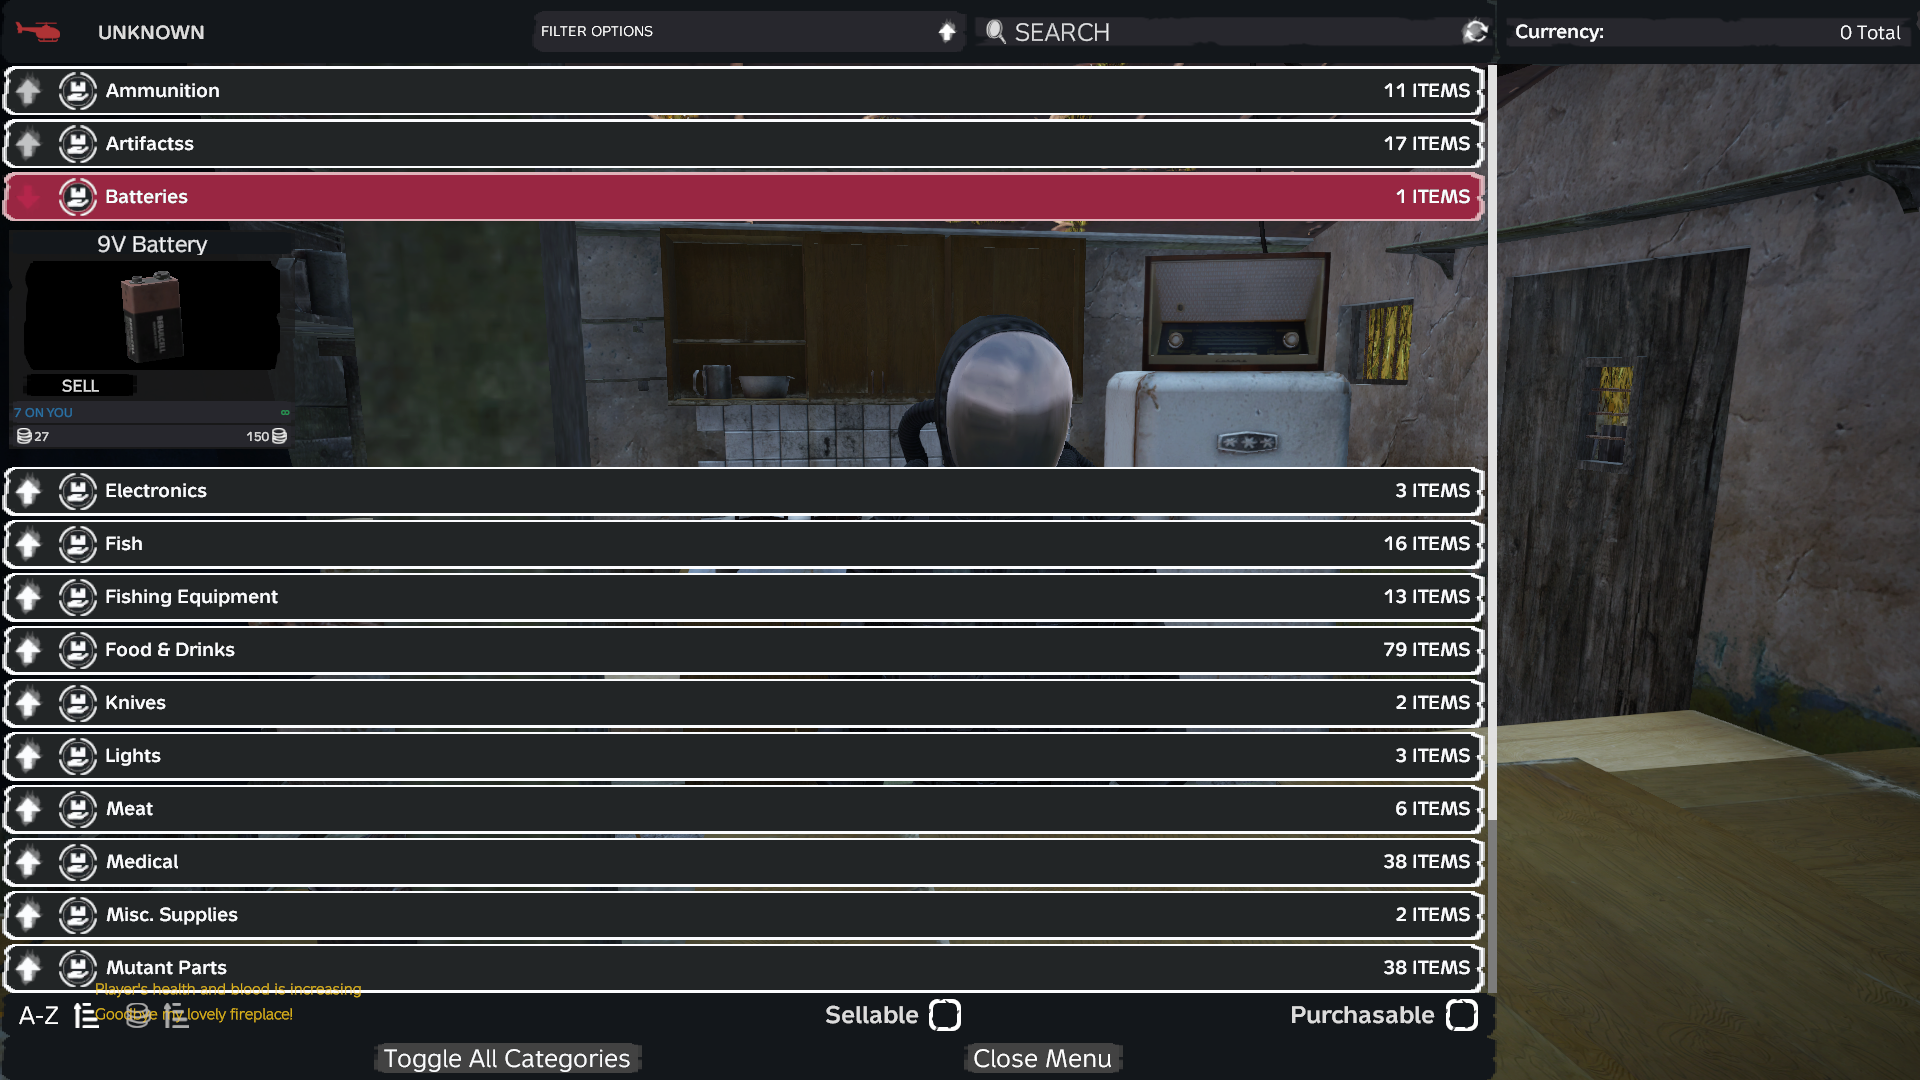 UNKNOWN
FILTER OPTIONS
SEARCH
Currency:
0 Total
Ammunition
11 ITEMS
Artifactss
17 ITEMS
Batteries
1 ITEMS
9V Battery
SELL
7 ON YOU
∞
27
150
Electronics
3 ITEMS
Fish
16 ITEMS
Fishing Equipment
13 ITEMS
Food & Drinks
79 ITEMS
Knives
2 ITEMS
Lights
3 ITEMS
Meat
6 ITEMS
Medical
38 ITEMS
Misc. Supplies
2 ITEMS
Mutant Parts
38 ITEMS
Player's health and blood is increasing
Goodbye my lovely fireplace!
A-Z
Sellable
Purchasable
Toggle All Categories
Close Menu